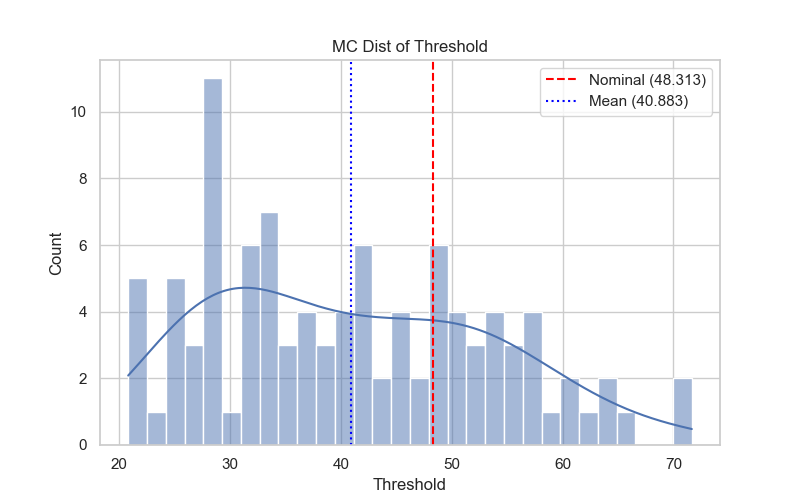 MC Dist of Threshold
Nominal (48.313)
Mean (40.883)
Count
10
8
6
4
2
0
20 30 40 50 60 70
Threshold